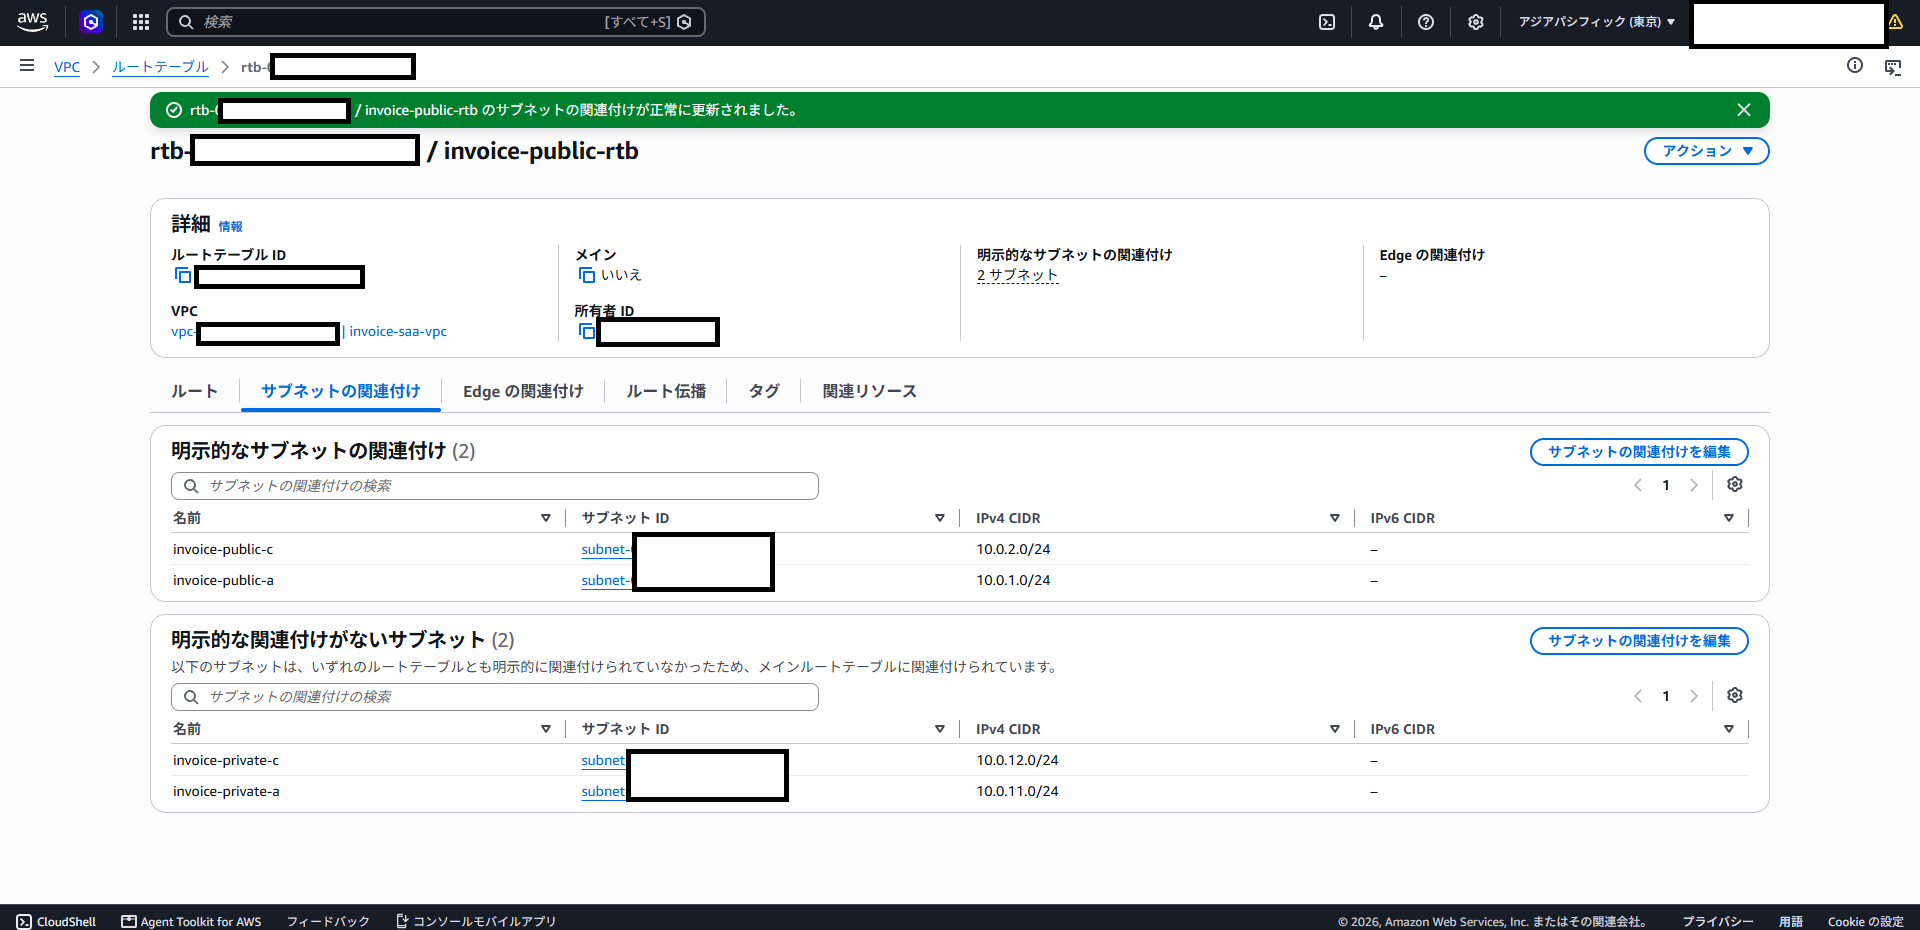 aws 検索 [すべて+S] アジアパシフィック (東京)
VPC ルートテーブル rtb-
rtb- / invoice-public-rtb のサブネットの関連付けが正常に更新されました。
rtb- / invoice-public-rtb アクション
詳細 情報
ルートテーブル ID メイン 明示的なサブネットの関連付け Edge の関連付け
いいえ 2 サブネット –
VPC 所有者 ID
vpc- | invoice-saa-vpc
ルート サブネットの関連付け Edge の関連付け ルート伝播 タグ 関連リソース
明示的なサブネットの関連付け (2) サブネットの関連付けを編集
サブネットの関連付けの検索 1
名前 サブネット ID IPv4 CIDR IPv6 CIDR
invoice-public-c subnet- 10.0.2.0/24 –
invoice-public-a subnet- 10.0.1.0/24 –
明示的な関連付けがないサブネット (2) サブネットの関連付けを編集
以下のサブネットは、いずれのルートテーブルとも明示的に関連付けられていなかったため、メインルートテーブルに関連付けられています。
サブネットの関連付けの検索 1
名前 サブネット ID IPv4 CIDR IPv6 CIDR
invoice-private-c subnet 10.0.12.0/24 –
invoice-private-a subnet 10.0.11.0/24 –
CloudShell Agent Toolkit for AWS フィードバック コンソールモバイルアプリ © 2026, Amazon Web Services, Inc. またはその関連会社。 プライバシー 用語 Cookie の設定